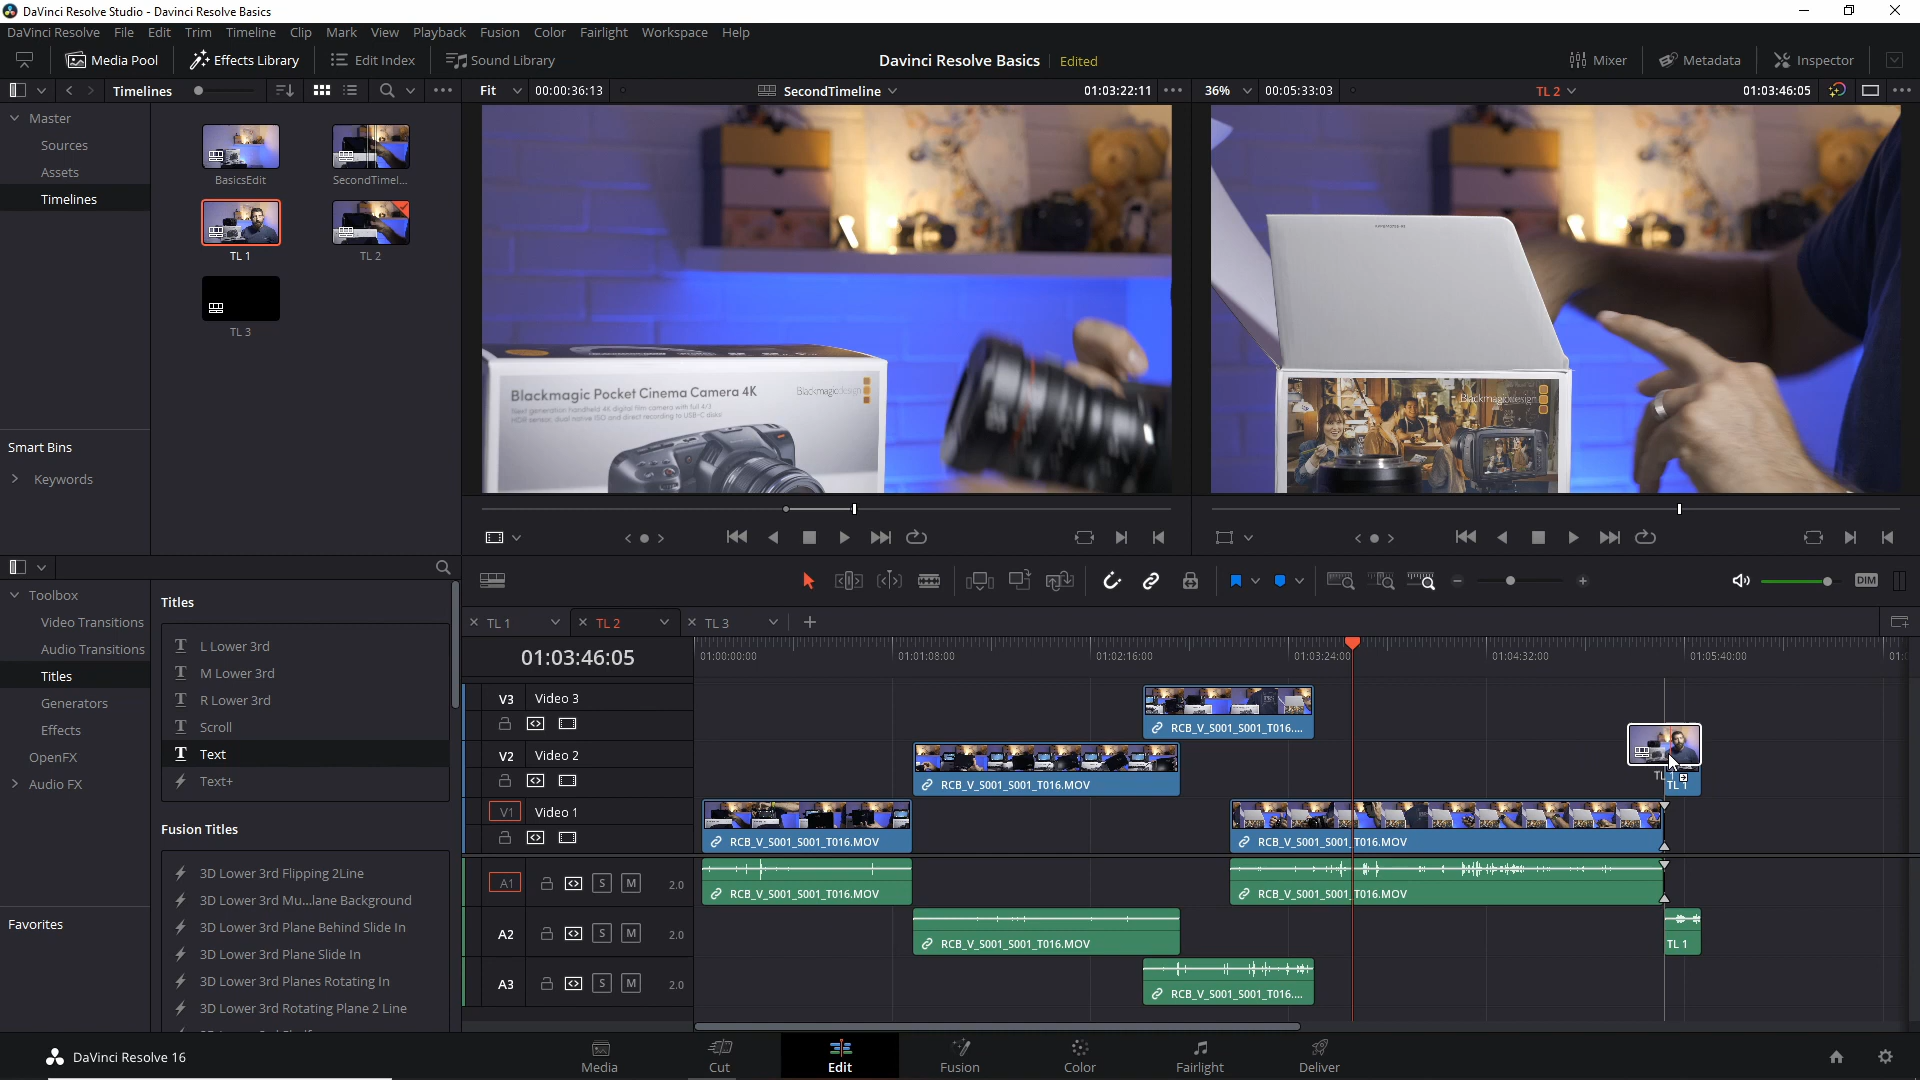 DaVinci Resolve Studio - Davinci Resolve Basics
DaVinci Resolve File Edit Trim Timeline Clip Mark View Playback Fusion Color Fairlight Workspace Help
Media Pool Effects Library Edit Index Sound Library Davinci Resolve Basics Edited Mixer Metadata Inspector
Timelines Fit 00:00:36:13 SecondTimeline 01:03:22:11 36% 00:05:33:03 TL 2 01:03:46:05
Master
Sources
Assets
Timelines
BasicsEdit SecondTimel...
TL 1 TL 2
TL 3
Smart Bins
Keywords
Blackmagic Pocket Cinema Camera 4K Blackmagicdesign
Blackmagicdesign
DIM
Toolbox
Video Transitions
Audio Transitions
Titles
Generators
Effects
OpenFX
Audio FX
Favorites
Titles
L Lower 3rd
M Lower 3rd
R Lower 3rd
Scroll
Text
Text+
Fusion Titles
3D Lower 3rd Flipping 2Line
3D Lower 3rd Mu...lane Background
3D Lower 3rd Plane Behind Slide In
3D Lower 3rd Plane Slide In
3D Lower 3rd Planes Rotating In
3D Lower 3rd Rotating Plane 2 Line
TL 1 TL 2 TL 3
01:03:46:05 01:00:00:00 01:01:08:00 01:02:16:00 01:03:24:00 01:04:32:00 01:05:40:00
V3 Video 3
RCB_V_S001_S001_T016....
V2 Video 2
RCB_V_S001_S001_T016.MOV TL 1 TL 1
V1 Video 1
RCB_V_S001_S001_T016.MOV RCB_V_S001_S001_T016.MOV
A1 S M 2.0
RCB_V_S001_S001_T016.MOV RCB_V_S001_S001_T016.MOV
A2 S M 2.0
RCB_V_S001_S001_T016.MOV TL 1
A3 S M 2.0
RCB_V_S001_S001_T016....
DaVinci Resolve 16
Media Cut Edit Fusion Color Fairlight Deliver